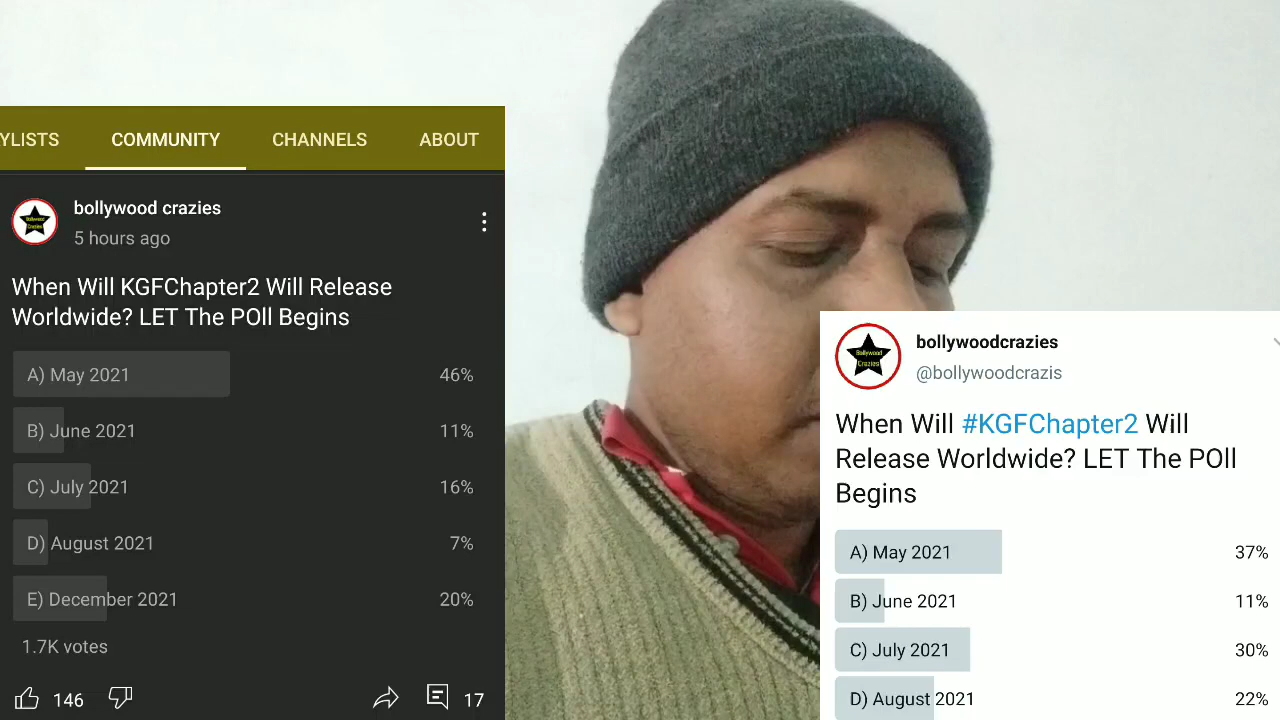 YLISTS COMMUNITY CHANNELS ABOUT
bollywood crazies
5 hours ago
When Will KGFChapter2 Will Release
Worldwide? LET The POll Begins
A) May 2021 46%
B) June 2021 11%
C) July 2021 16%
D) August 2021 7%
E) December 2021 20%
1.7K votes
146 17
Bollywood
Crazies
bollywoodcrazies
@bollywoodcrazis
When Will #KGFChapter2 Will
Release Worldwide? LET The POll
Begins
A) May 2021 37%
B) June 2021 11%
C) July 2021 30%
D) August 2021 22%